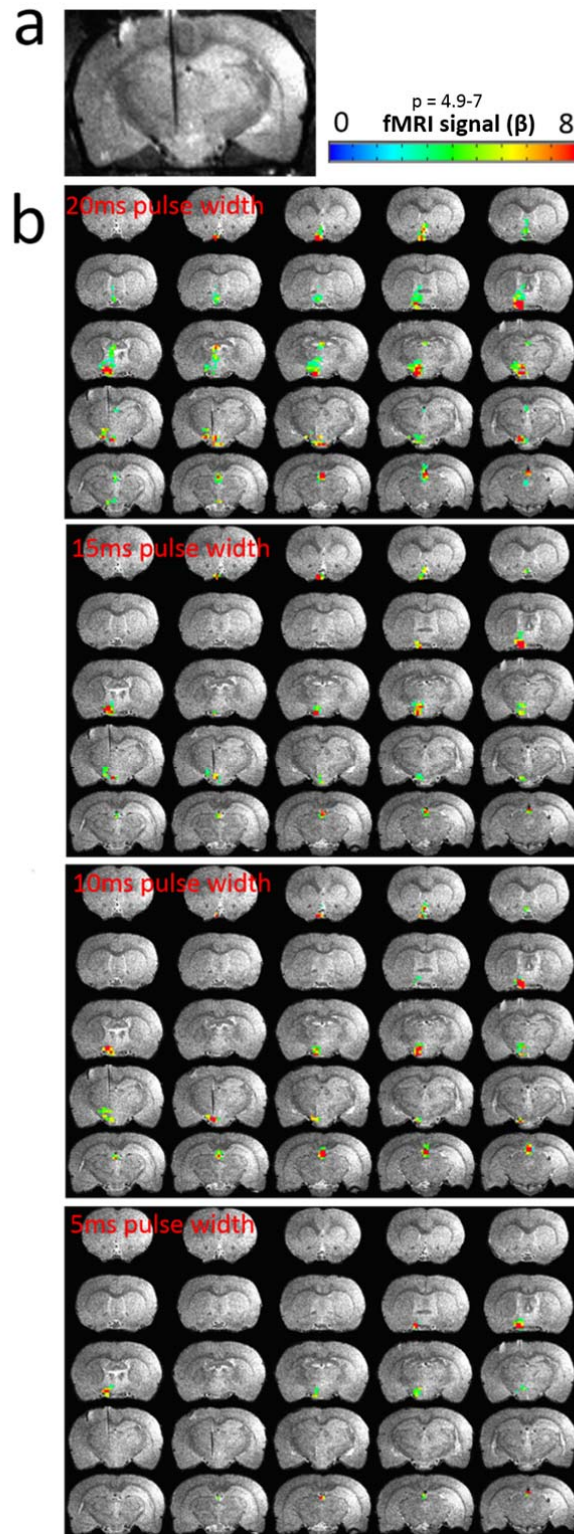 a
p = 4.9-7
fMRI signal (β)
0 8
b
20ms pulse width
15ms pulse width
10ms pulse width
5ms pulse width